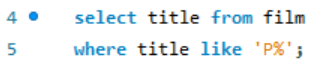 4 select title from film
5 where title like 'P%';